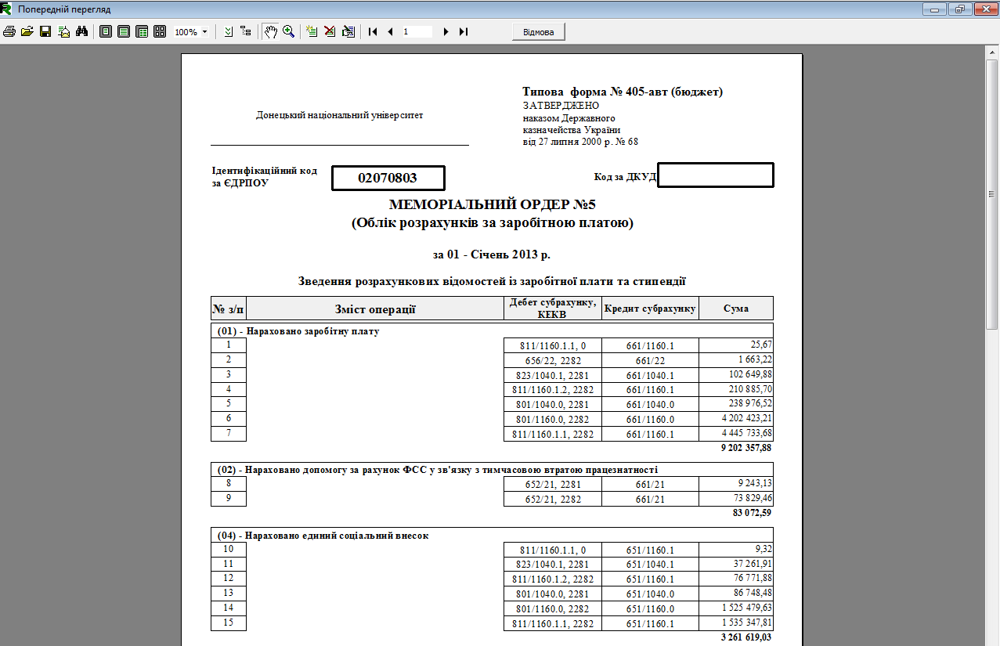 Попередній перегляд
100%
1
Відмова
Типова форма № 405-авт (бюджет)
ЗАТВЕРДЖЕНО
Донецький національний університет
наказом Державного
казначейства України
від 27 липня 2000 р. № 68
Ідентифікаційний код
за ЄДРПОУ
02070803
Код за ДКУД
МЕМОРІАЛЬНИЙ ОРДЕР №5
(Облік розрахунків за заробітною платою)
за 01 - Січень 2013 р.
Зведення розрахункових відомостей із заробітної плати та стипендії
№ з/п Зміст операції Дебет субрахунку, КЕКВ Кредит субрахунку Сума
(01) - Нараховано заробітну плату
1 811/1160.1.1, 0 661/1160.1 25,67
2 656/22, 2282 661/22 1 663,22
3 823/1040.1, 2281 661/1040.1 102 649,88
4 811/1160.1.2, 2282 661/1160.1 210 885,70
5 801/1040.0, 2281 661/1040.0 238 976,52
6 801/1160.0, 2282 661/1160.0 4 202 423,21
7 811/1160.1.1, 2282 661/1160.1 4 445 733,68
9 202 357,88
(02) - Нараховано допомогу за рахунок ФСС у зв'язку з тимчасовою втратою працезнатності
8 652/21, 2281 661/21 9 243,13
9 652/21, 2282 661/21 73 829,46
83 072,59
(04) - Нараховано единий соціальний внесок
10 811/1160.1.1, 0 651/1160.1 9,32
11 823/1040.1, 2281 651/1040.1 37 261,91
12 811/1160.1.2, 2282 651/1160.1 76 771,88
13 801/1040.0, 2281 651/1040.0 86 748,48
14 801/1160.0, 2282 651/1160.0 1 525 479,63
15 811/1160.1.1, 2282 651/1160.1 1 535 347,81
3 261 619,03